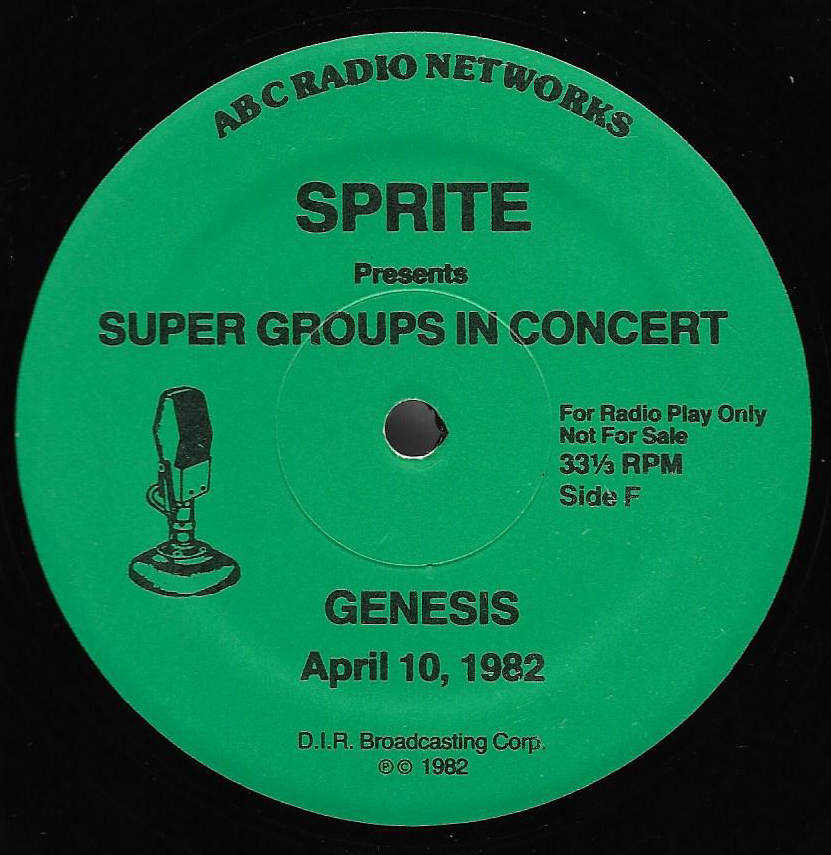 ABC RADIO NETWORKS
SPRITE
Presents
SUPER GROUPS IN CONCERT
For Radio Play Only
Not For Sale
33⅓ RPM
Side F
GENESIS
April 10, 1982
D.I.R. Broadcasting Corp.
℗© 1982